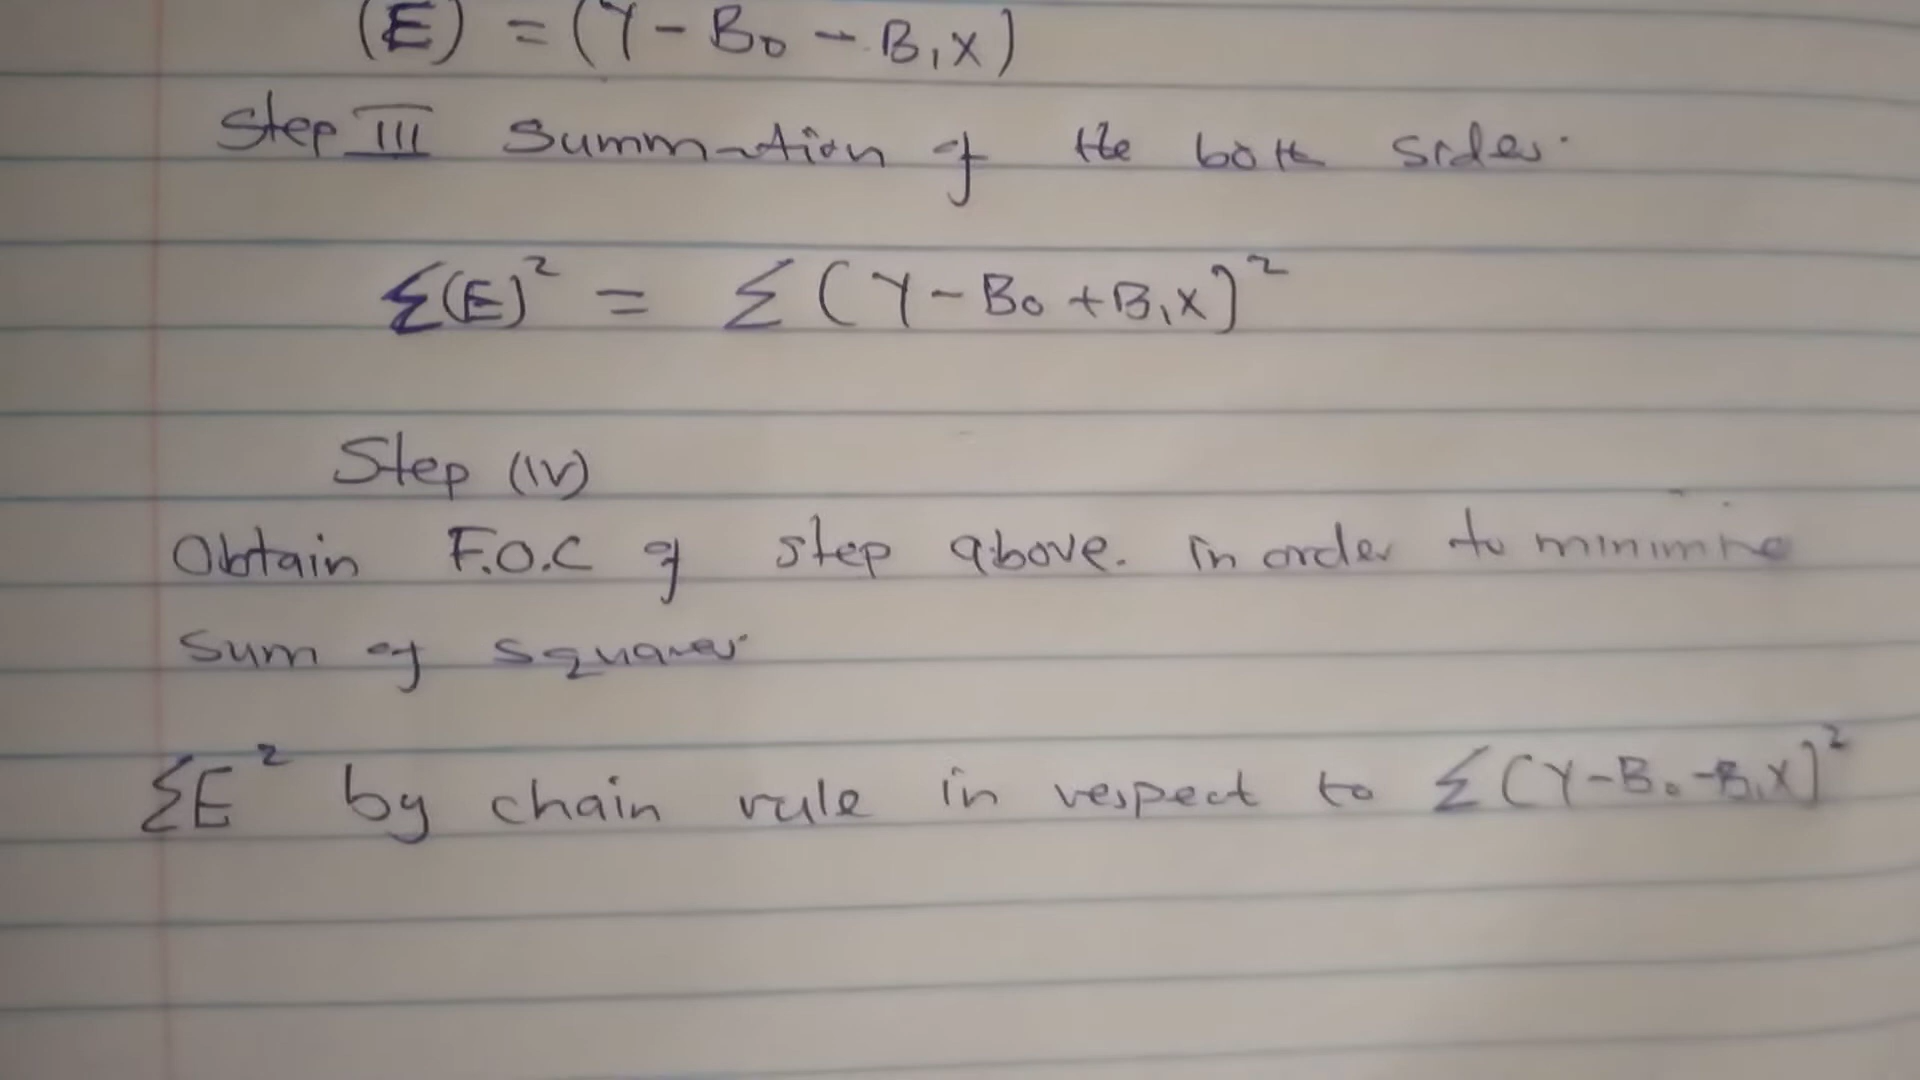 (E) = (Y - B₀ - B₁X)
Step III Summation of the both sides.
Σ(E)² = Σ(Y - B₀ + B₁X)²
Step (IV)
Obtain F.O.C of step above. in order to minimize
sum of squares
ΣE² by chain rule in respect to Σ(Y-B₀-B₁X)²